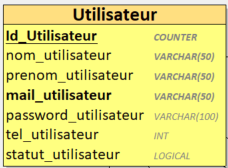 Utilisateur
Id_Utilisateur COUNTER
nom_utilisateur VARCHAR(50)
prenom_utilisateur VARCHAR(50)
mail_utilisateur VARCHAR(50)
password_utilisateur VARCHAR(100)
tel_utilisateur INT
statut_utilisateur LOGICAL